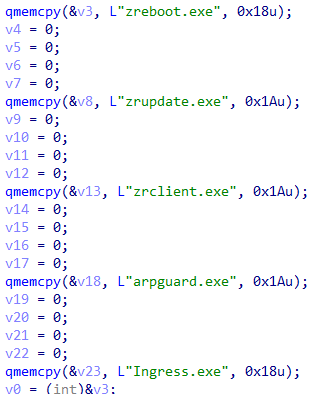 qmemcpy(&v3, L"zreboot.exe", 0x18u);
v4 = 0;
v5 = 0;
v6 = 0;
v7 = 0;
qmemcpy(&v8, L"zrupdate.exe", 0x1Au);
v9 = 0;
v10 = 0;
v11 = 0;
v12 = 0;
qmemcpy(&v13, L"zrclient.exe", 0x1Au);
v14 = 0;
v15 = 0;
v16 = 0;
v17 = 0;
qmemcpy(&v18, L"arpguard.exe", 0x1Au);
v19 = 0;
v20 = 0;
v21 = 0;
v22 = 0;
qmemcpy(&v23, L"Ingress.exe", 0x18u);
v0 = (int)&v3;